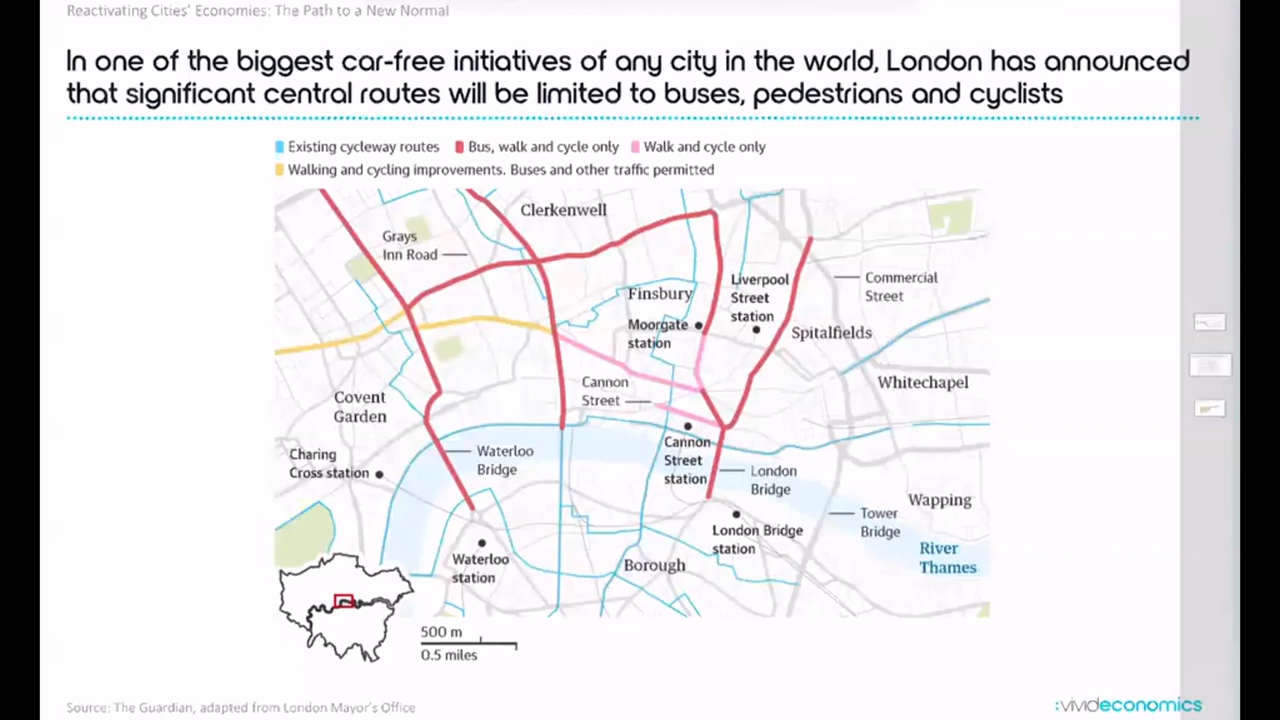 Reactivating Cities' Economies: The Path to a New Normal
In one of the biggest car-free initiatives of any city in the world, London has announced
that significant central routes will be limited to buses, pedestrians and cyclists
Existing cycleway routes
Bus, walk and cycle only
Walk and cycle only
Walking and cycling improvements. Buses and other traffic permitted
Clerkenwell
Grays
Inn Road
Finsbury
Moorgate
station
Liverpool
Street
station
Commercial
Street
Spitalfields
Whitechapel
Cannon
Street
Covent
Garden
Charing
Cross station
Waterloo
Bridge
Cannon
Street
station
London
Bridge
Wapping
Tower
Bridge
London Bridge
station
River
Thames
Waterloo
station
Borough
500 m
0.5 miles
Source: The Guardian, adapted from London Mayor's Office
:vivideconomics